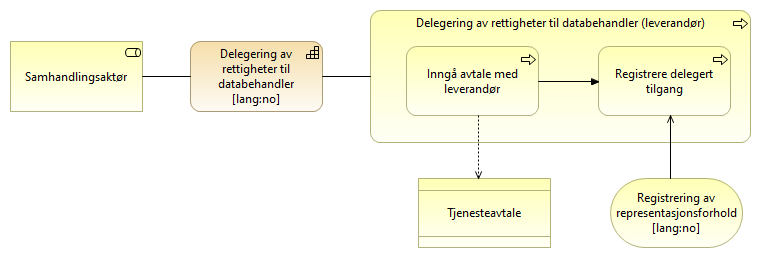 Delegering av rettigheter til databehandler (leverandør)
Samhandlingsaktør
Delegering av
rettigheter til
databehandler
[lang:no]
Inngå avtale med
leverandør
Registrere delegert
tilgang
Tjenesteavtale
Registrering av
representasjonsforhold
[lang:no]